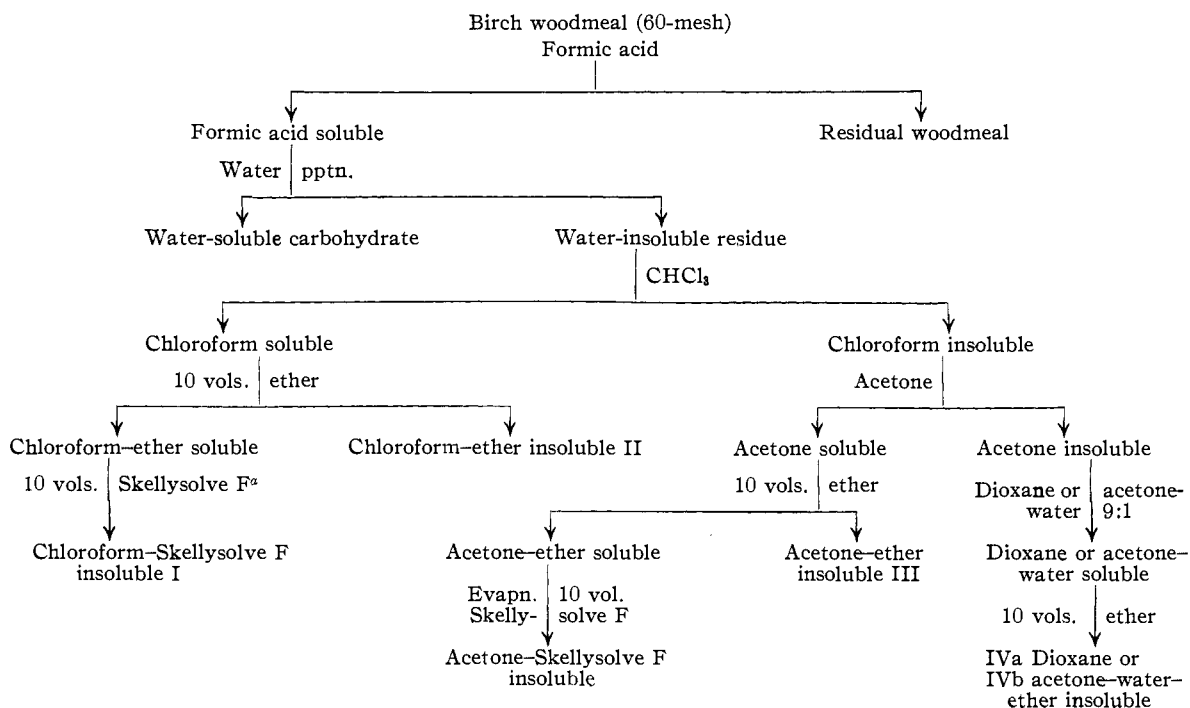 Birch woodmeal (60-mesh)
Formic acid
Formic acid soluble
Residual woodmeal
Water pptn.
Water-soluble carbohydrate
Water-insoluble residue
CHCl₃
Chloroform soluble
Chloroform insoluble
10 vols. ether
Acetone
Chloroform–ether soluble
Chloroform–ether insoluble II
Acetone soluble
Acetone insoluble
10 vols. Skellysolve Fᵃ
10 vols. ether
Dioxane or acetone-
water 9:1
Chloroform–Skellysolve F
insoluble I
Acetone–ether soluble
Acetone–ether
insoluble III
Dioxane or acetone–
water soluble
Evapn. 10 vol.
Skelly- solve F
10 vols. ether
Acetone–Skellysolve F
insoluble
IVa Dioxane or
IVb acetone–water–
ether insoluble